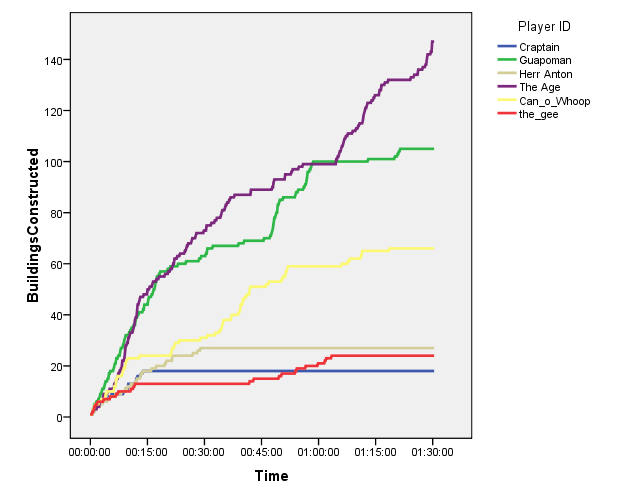 Player ID
Craptain
Guapoman
Herr Anton
The Age
Can_o_Whoop
the_gee
BuildingsConstructed
140
120
100
80
60
40
20
0
00:00:00 00:15:00 00:30:00 00:45:00 01:00:00 01:15:00 01:30:00
Time